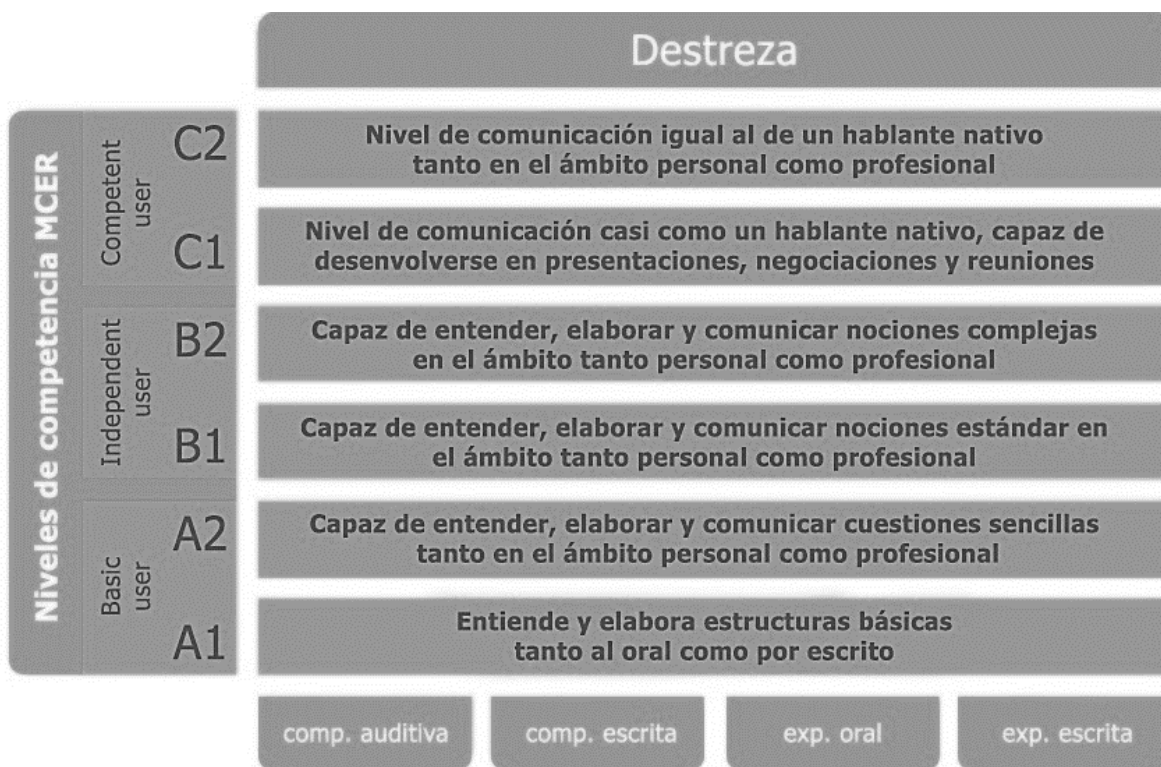 Destreza
Niveles de competencia MCER
Competent
user
C2
Nivel de comunicación igual al de un hablante nativo
tanto en el ámbito personal como profesional
C1
Nivel de comunicación casi como un hablante nativo, capaz de
desenvolverse en presentaciones, negociaciones y reuniones
Independent
user
B2
Capaz de entender, elaborar y comunicar nociones complejas
en el ámbito tanto personal como profesional
B1
Capaz de entender, elaborar y comunicar nociones estándar en
el ámbito tanto personal como profesional
Basic
user
A2
Capaz de entender, elaborar y comunicar cuestiones sencillas
tanto en el ámbito personal como profesional
A1
Entiende y elabora estructuras básicas
tanto al oral como por escrito
comp. auditiva
comp. escrita
exp. oral
exp. escrita